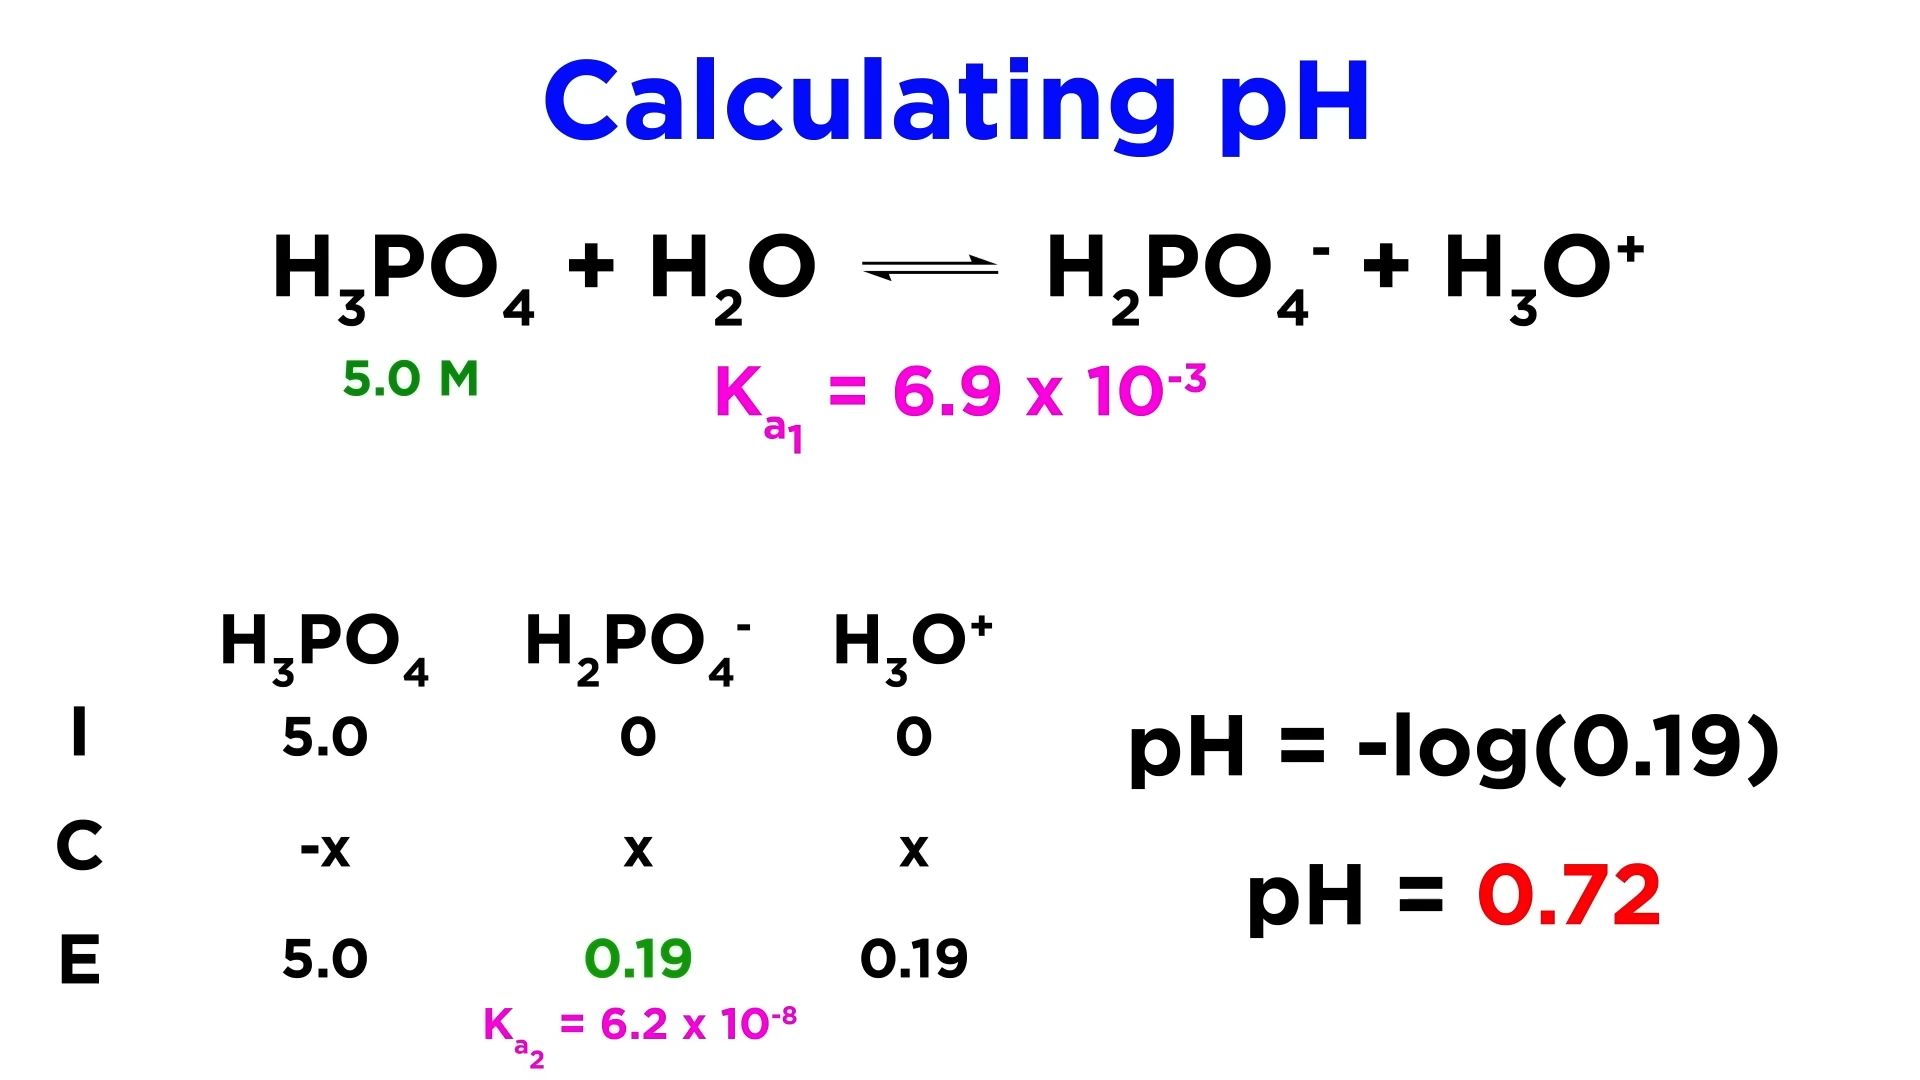 Calculating pH
H₃PO₄ + H₂O ⇌ H₂PO₄⁻ + H₃O⁺
5.0 M Kₐ₁ = 6.9 x 10⁻³
H₃PO₄ H₂PO₄⁻ H₃O⁺
I 5.0 0 0
pH = -log(0.19)
C -x x x
pH = 0.72
E 5.0 0.19 0.19
Kₐ₂ = 6.2 x 10⁻⁸